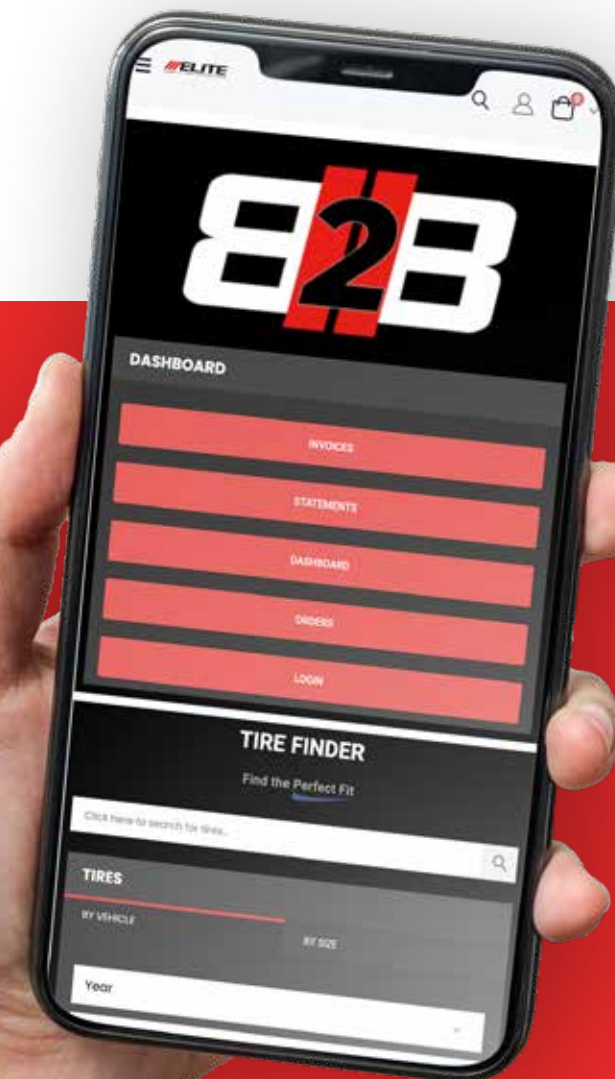 ELITE
0
B2B
DASHBOARD
INVOICES
STATEMENTS
DASHBOARD
ORDERS
LOGIN
TIRE FINDER
Find the Perfect Fit
Click here to search for tires...
TIRES
BY VEHICLE
BY SIZE
Year